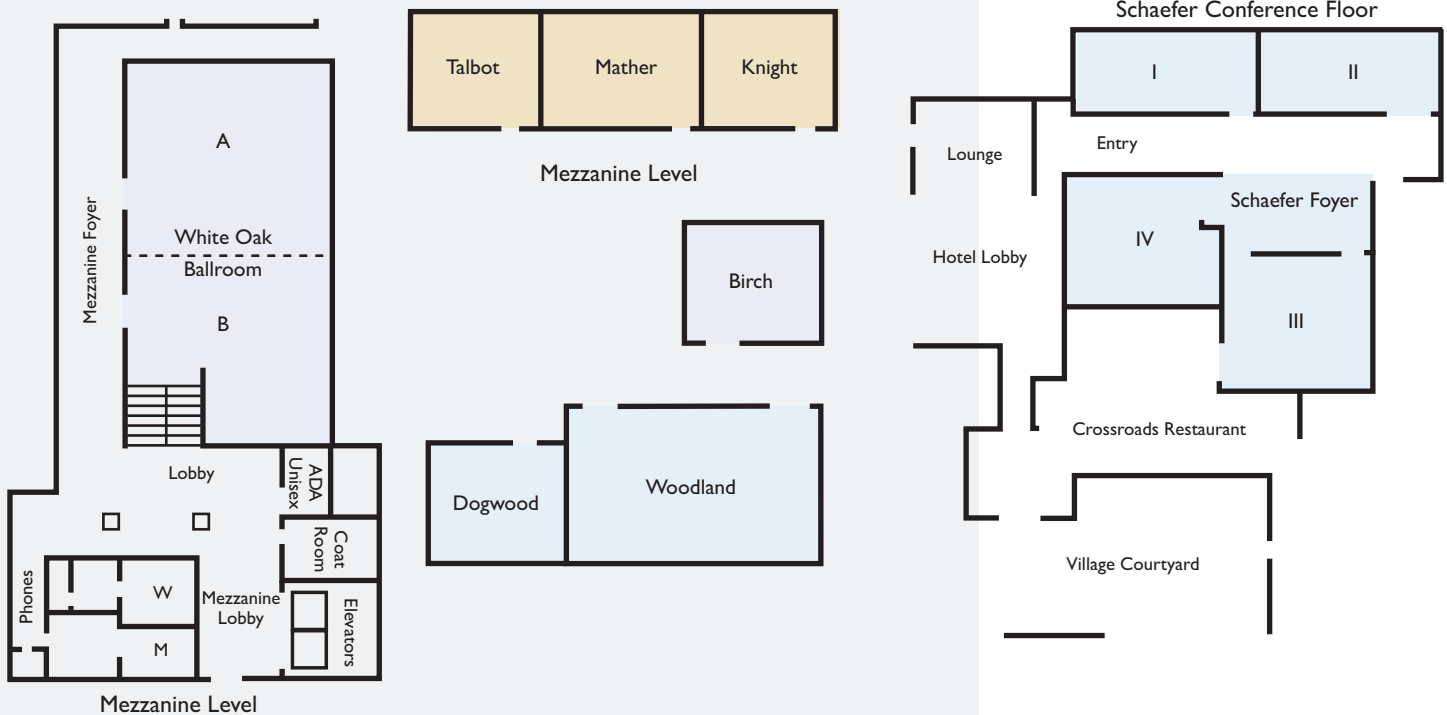 Schaefer Conference Floor
Talbot
Mather
Knight
I
II
A
Lounge
Entry
Mezzanine Level
Mezzanine Foyer
White Oak
Ballroom
Schaefer Foyer
IV
Hotel Lobby
Birch
B
III
Crossroads Restaurant
Lobby
ADA
Unisex
Dogwood
Woodland
Coat
Room
Village Courtyard
Phones
W
Mezzanine
Lobby
Elevators
M
Mezzanine Level